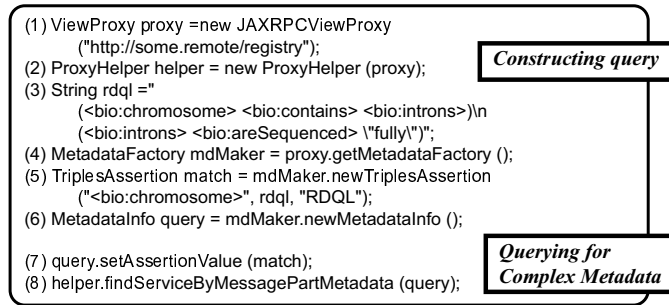 (1) ViewProxy proxy =new JAXRPCViewProxy
("http://some.remote/registry");
Constructing query
(2) ProxyHelper helper = new ProxyHelper (proxy);
(3) String rdql ="
(<bio:chromosome> <bio:contains> <bio:introns>)\n
(<bio:introns> <bio:areSequenced> \"fully\")";
(4) MetadataFactory mdMaker = proxy.getMetadataFactory ();
(5) TriplesAssertion match = mdMaker.newTriplesAssertion
("<bio:chromosome>", rdql, "RDQL");
(6) MetadataInfo query = mdMaker.newMetadataInfo ();
(7) query.setAssertionValue (match);
(8) helper.findServiceByMessagePartMetadata (query);
Querying for
Complex Metadata